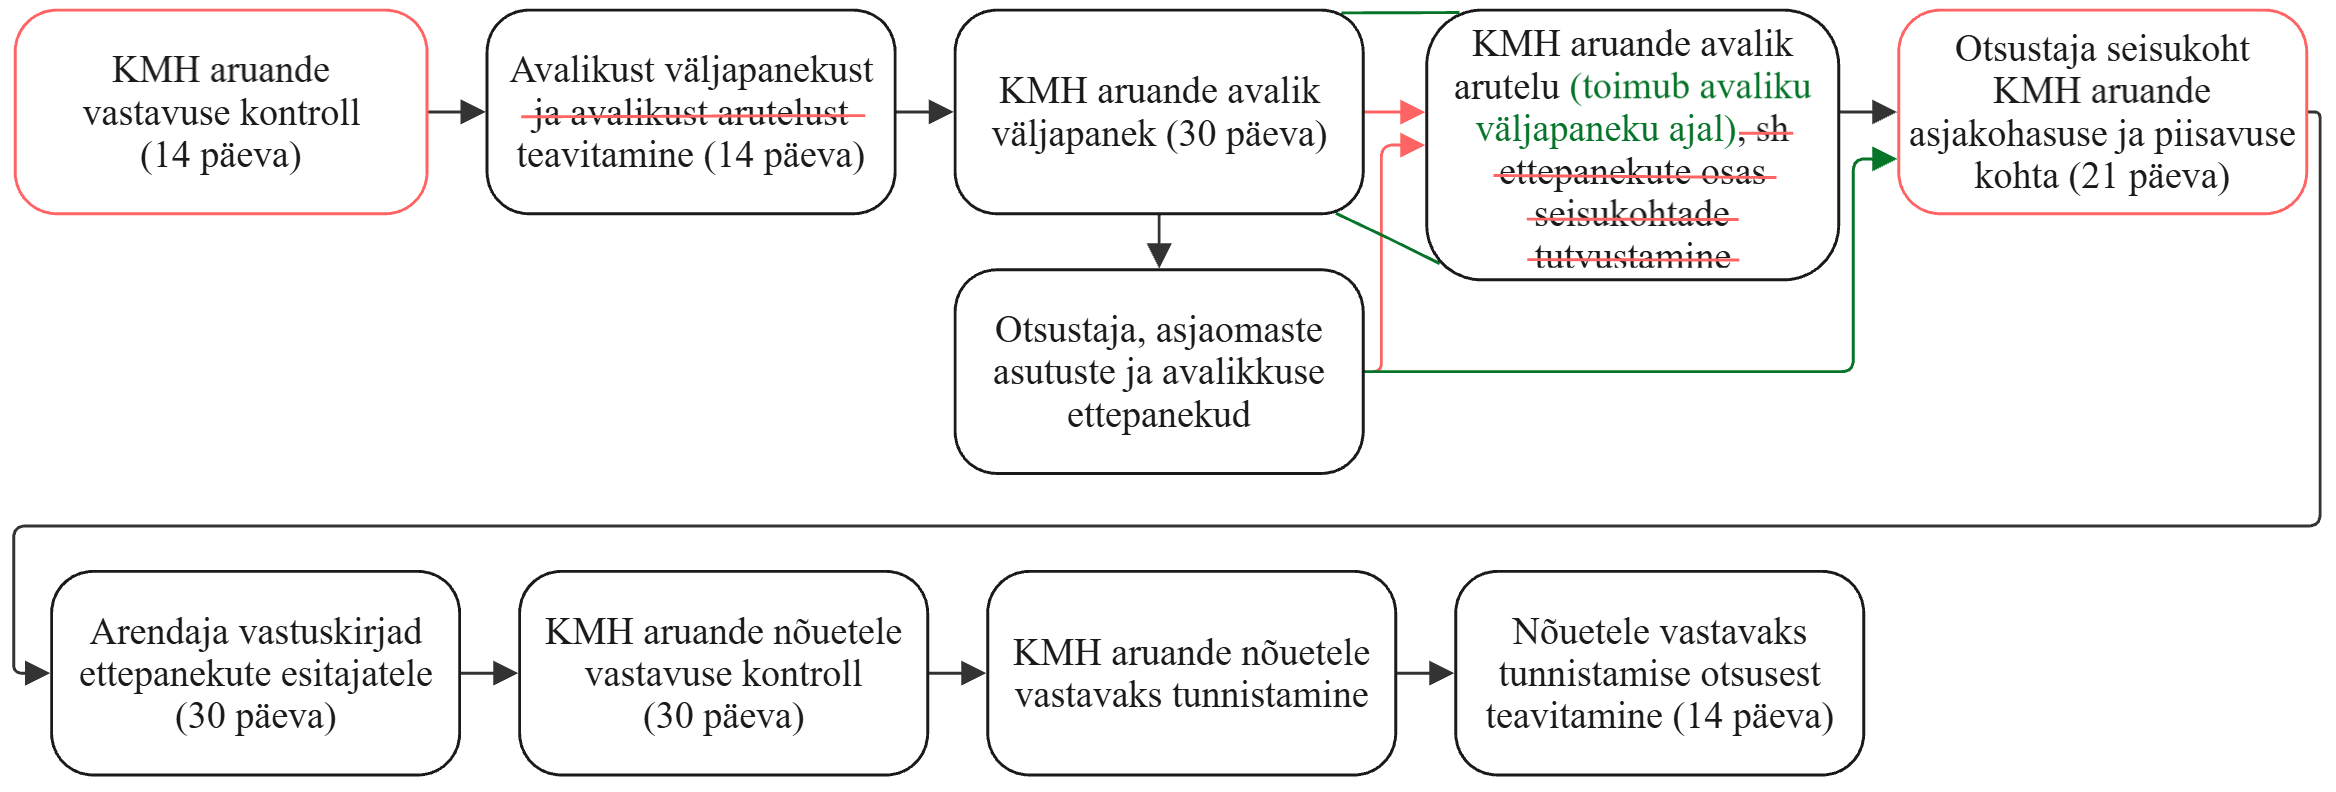 KMH aruande
vastavuse kontroll
(14 päeva)
Avalikust väljapanekust
ja avalikust arutelust
teavitamine (14 päeva)
KMH aruande avalik
väljapanek (30 päeva)
KMH aruande avalik
arutelu (toimub avaliku
väljapaneku ajal), sh
ettepanekute osas
seisukohtade
tutvustamine
Otsustaja seisukoht
KMH aruande
asjakohasuse ja piisavuse
kohta (21 päeva)
Otsustaja, asjaomaste
asutuste ja avalikkuse
ettepanekud
Arendaja vastuskirjad
ettepanekute esitajatele
(30 päeva)
KMH aruande nõuetele
vastavuse kontroll
(30 päeva)
KMH aruande nõuetele
vastavaks tunnistamine
Nõuetele vastavaks
tunnistamise otsusest
teavitamine (14 päeva)